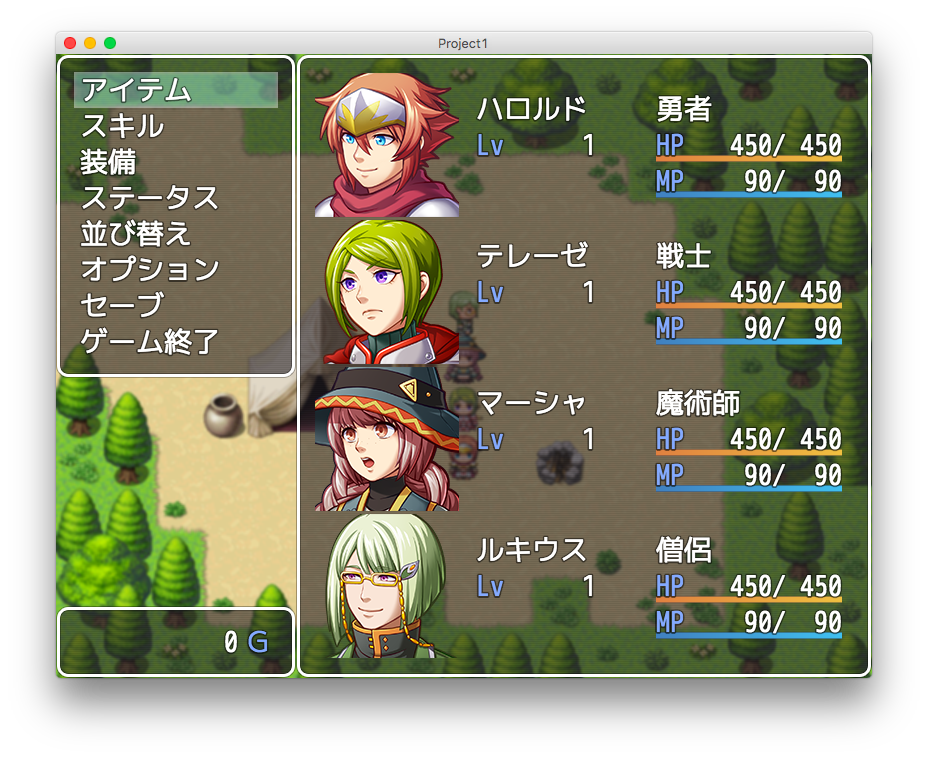 Project1
アイテム
スキル
装備
ステータス
並び替え
オプション
セーブ
ゲーム終了
0 G
ハロルド 勇者
Lv 1 HP 450/ 450
MP 90/ 90
テレーゼ 戦士
Lv 1 HP 450/ 450
MP 90/ 90
マーシャ 魔術師
Lv 1 HP 450/ 450
MP 90/ 90
ルキウス 僧侶
Lv 1 HP 450/ 450
MP 90/ 90